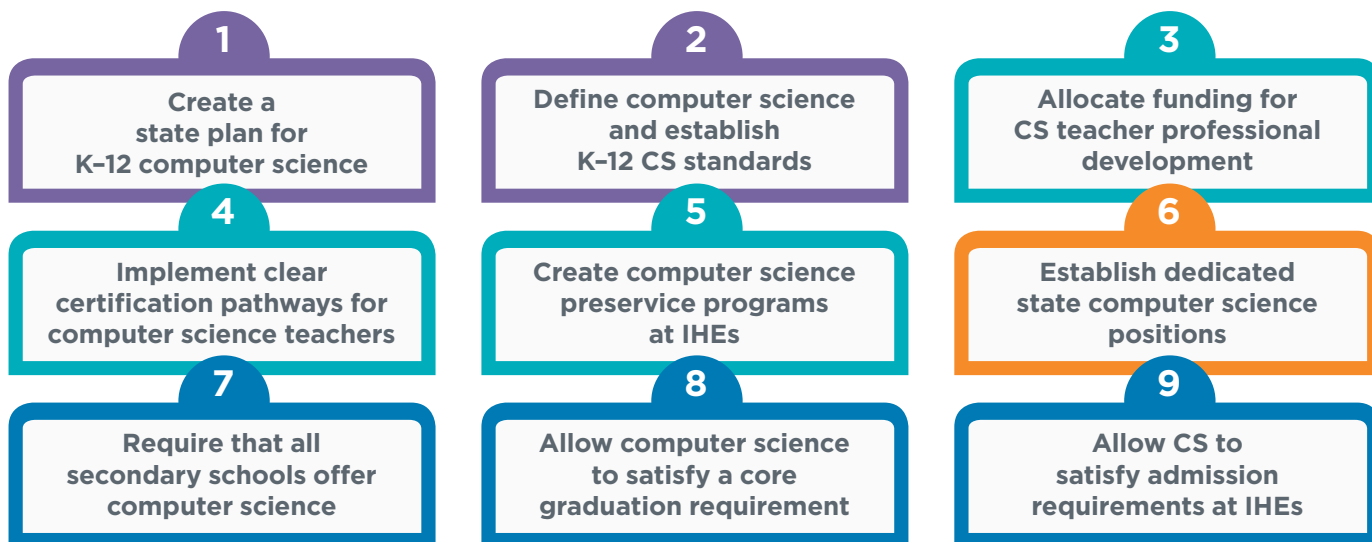 1
Create a
state plan for
K–12 computer science
2
Define computer science
and establish
K–12 CS standards
3
Allocate funding for
CS teacher professional
development
4
Implement clear
certification pathways for
computer science teachers
5
Create computer science
preservice programs
at IHEs
6
Establish dedicated
state computer science
positions
7
Require that all
secondary schools offer
computer science
8
Allow computer science
to satisfy a core
graduation requirement
9
Allow CS to
satisfy admission
requirements at IHEs